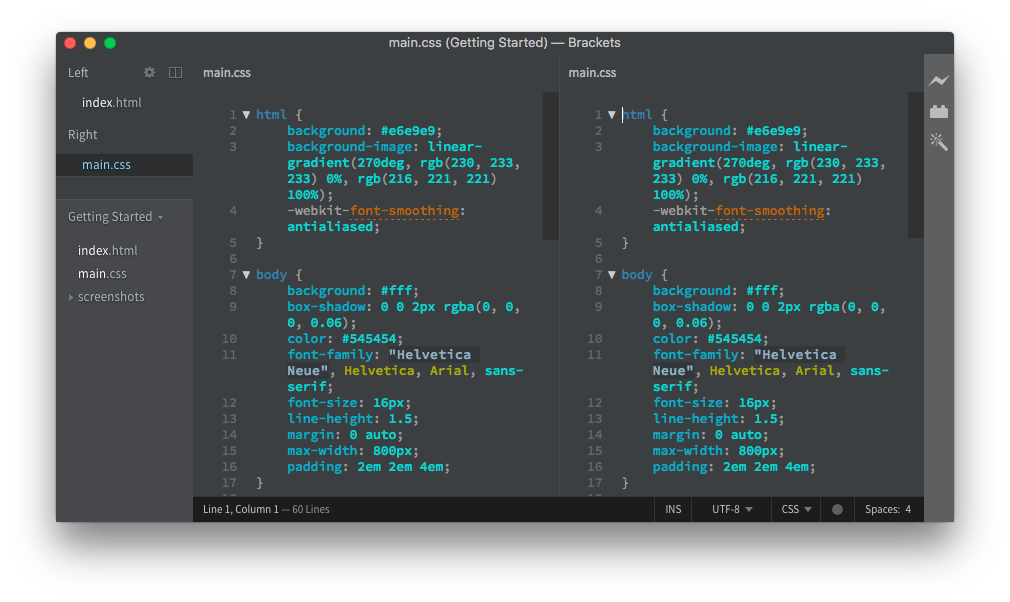 main.css (Getting Started) — Brackets
Left
index.html
Right
main.css
Getting Started
index.html
main.css
screenshots
main.css
1 html {
2 background: #e6e9e9;
3 background-image: linear-
gradient(270deg, rgb(230, 233,
233) 0%, rgb(216, 221, 221)
100%);
4 -webkit-font-smoothing:
antialiased;
5 }
6
7 body {
8 background: #fff;
9 box-shadow: 0 0 2px rgba(0, 0,
0, 0.06);
10 color: #545454;
11 font-family: "Helvetica
Neue", Helvetica, Arial, sans-
serif;
12 font-size: 16px;
13 line-height: 1.5;
14 margin: 0 auto;
15 max-width: 800px;
16 padding: 2em 2em 4em;
17 }
main.css
1 html {
2 background: #e6e9e9;
3 background-image: linear-
gradient(270deg, rgb(230, 233,
233) 0%, rgb(216, 221, 221)
100%);
4 -webkit-font-smoothing:
antialiased;
5 }
6
7 body {
8 background: #fff;
9 box-shadow: 0 0 2px rgba(0, 0,
0, 0.06);
10 color: #545454;
11 font-family: "Helvetica
Neue", Helvetica, Arial, sans-
serif;
12 font-size: 16px;
13 line-height: 1.5;
14 margin: 0 auto;
15 max-width: 800px;
16 padding: 2em 2em 4em;
17 }
Line 1, Column 1 — 60 Lines
INS UTF-8 CSS Spaces: 4